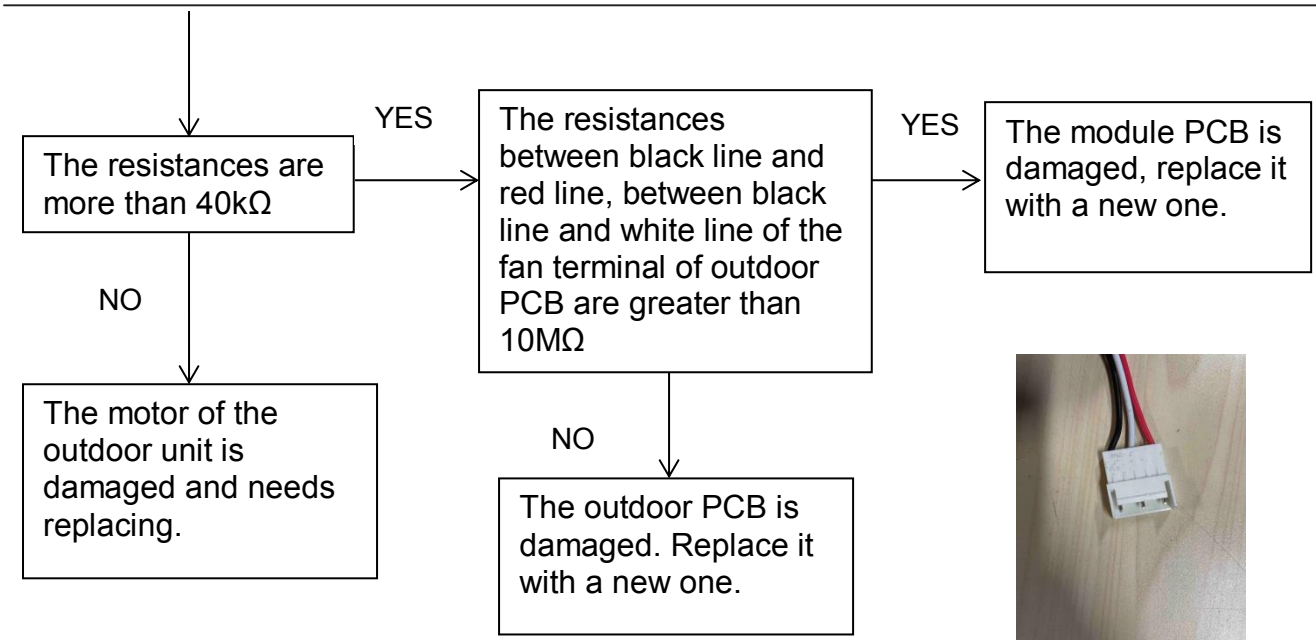 The resistances are
more than 40kΩ
YES
The resistances
between black line and
red line, between black
line and white line of the
fan terminal of outdoor
PCB are greater than
10MΩ
YES
The module PCB is
damaged, replace it
with a new one.
NO
The motor of the
outdoor unit is
damaged and needs
replacing.
NO
The outdoor PCB is
damaged. Replace it
with a new one.